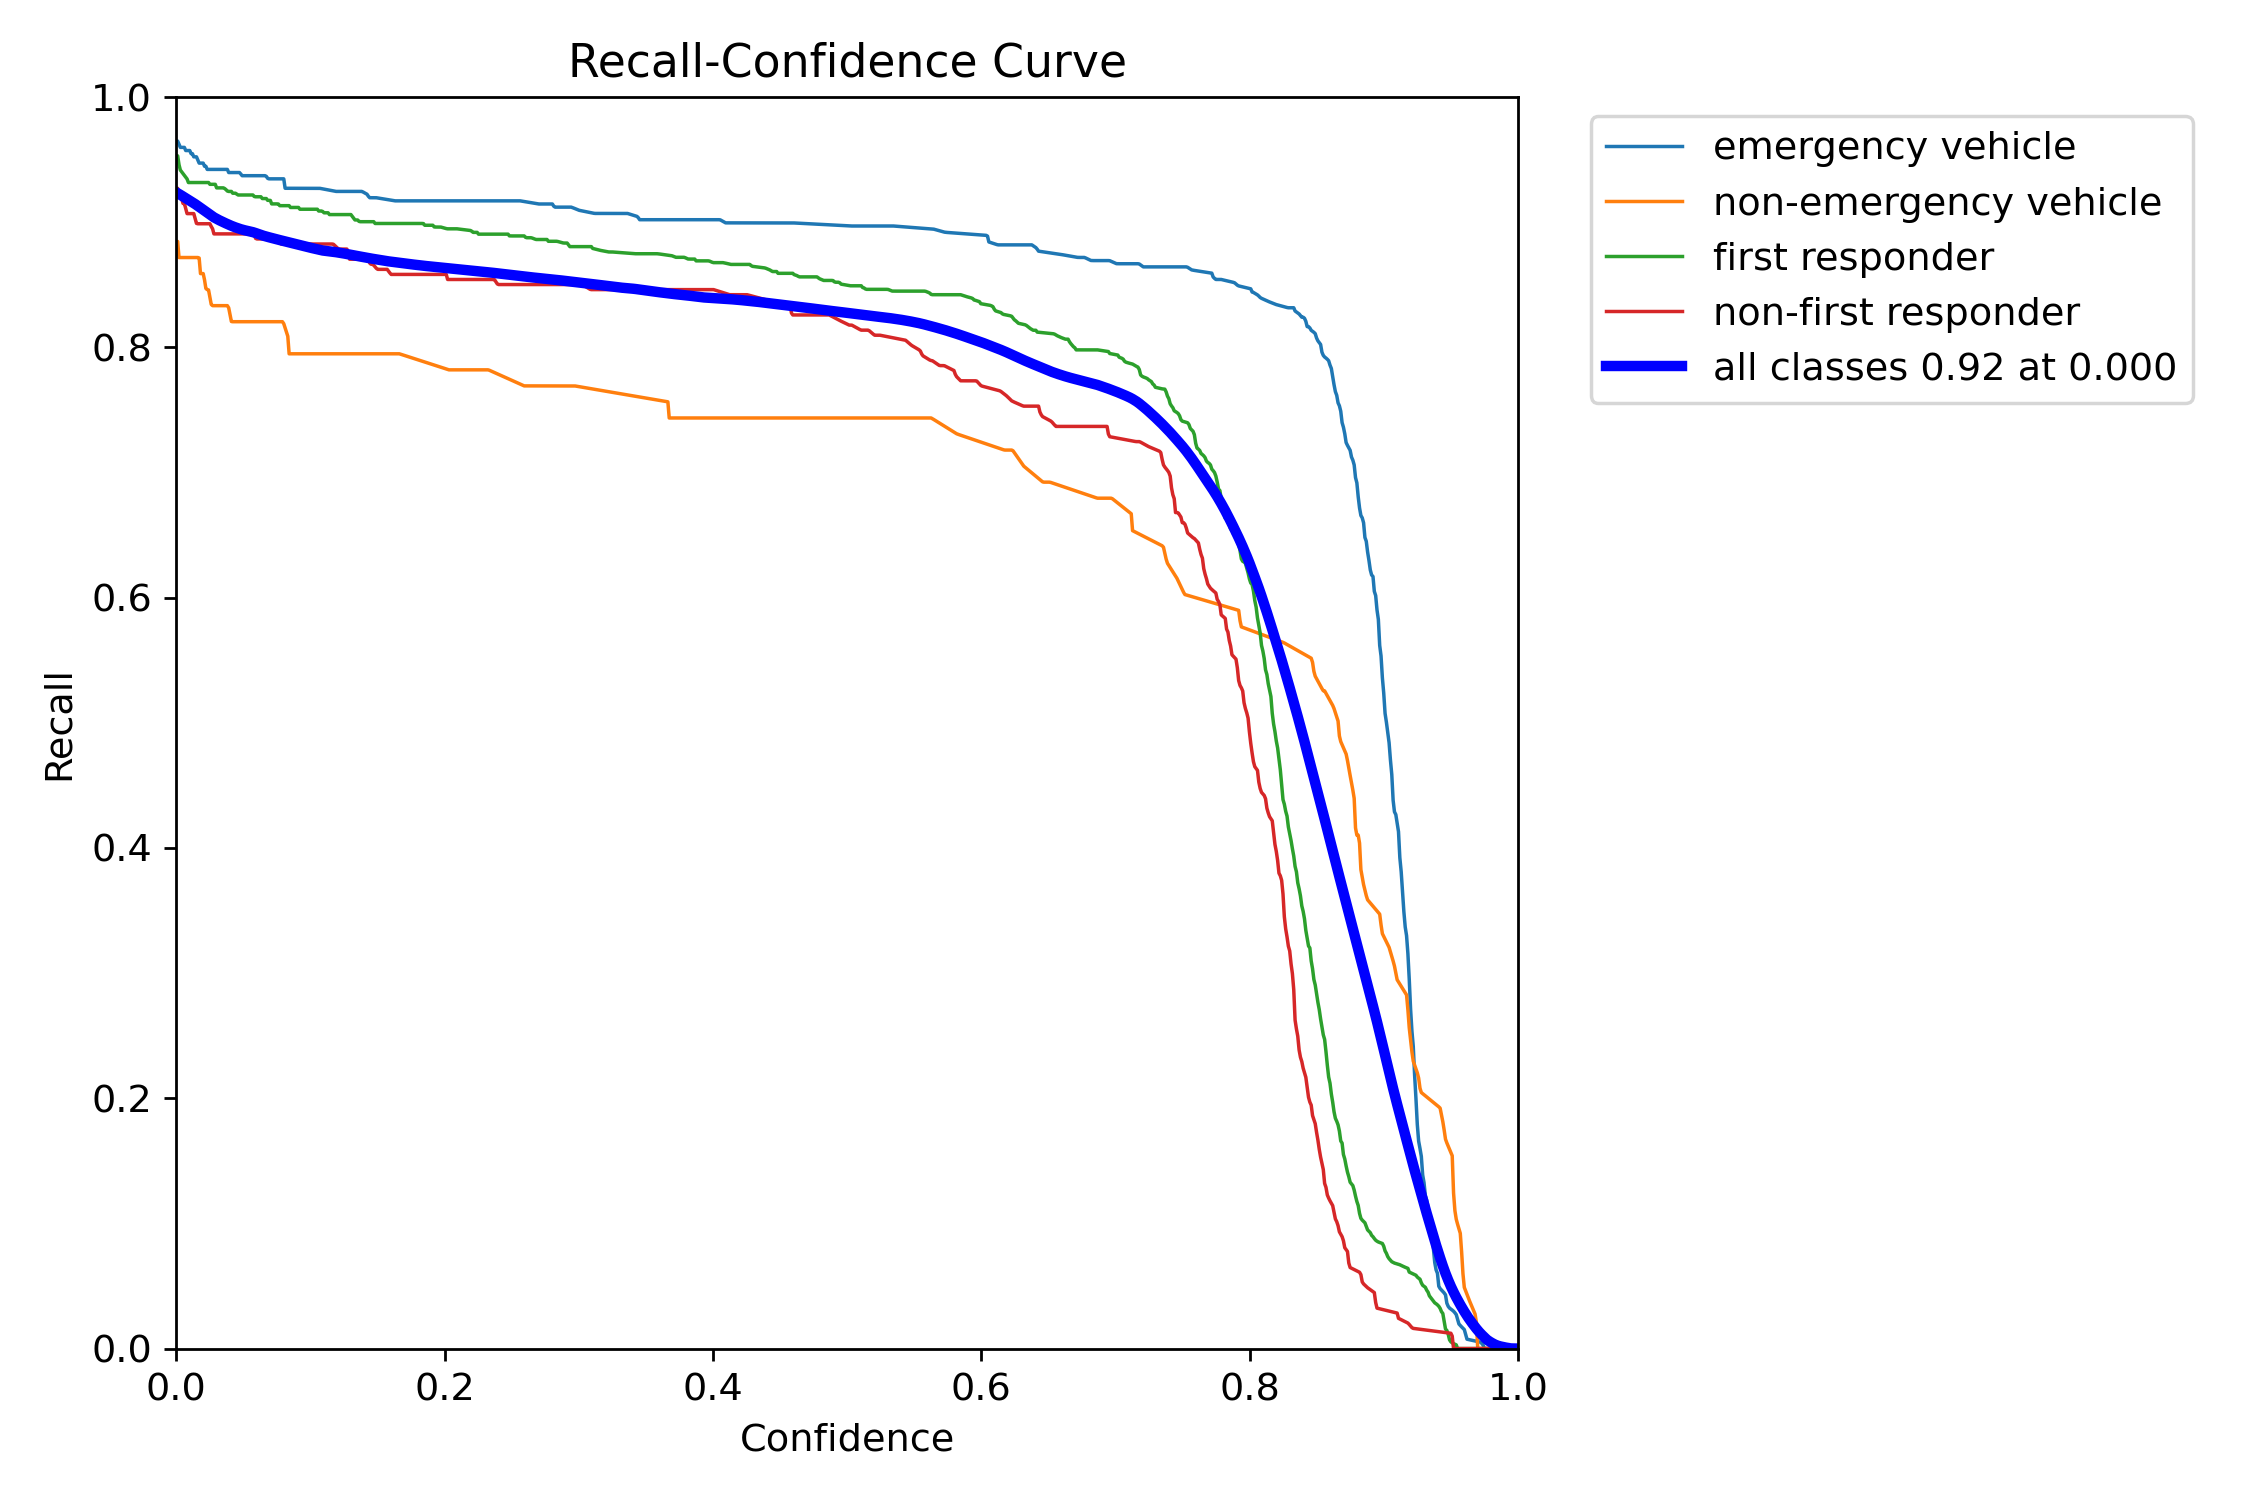 Recall-Confidence Curve
1.0
0.8
0.6
0.4
0.2
0.0
Recall
0.0 0.2 0.4 0.6 0.8 1.0
Confidence
emergency vehicle
non-emergency vehicle
first responder
non-first responder
all classes 0.92 at 0.000